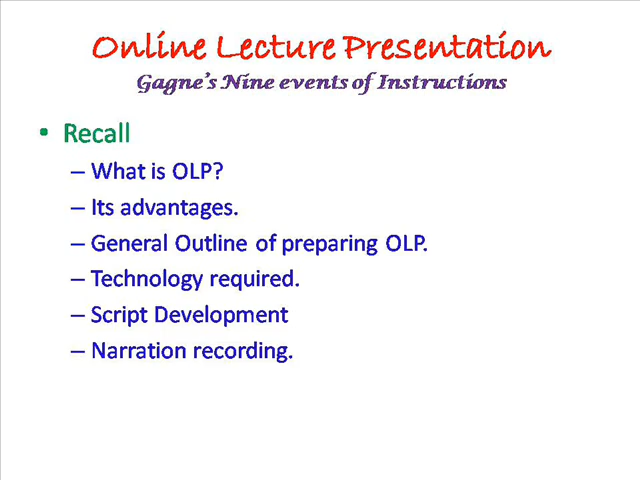 Online Lecture Presentation
Gagne's Nine events of Instructions
• Recall
– What is OLP?
– Its advantages.
– General Outline of preparing OLP.
– Technology required.
– Script Development
– Narration recording.